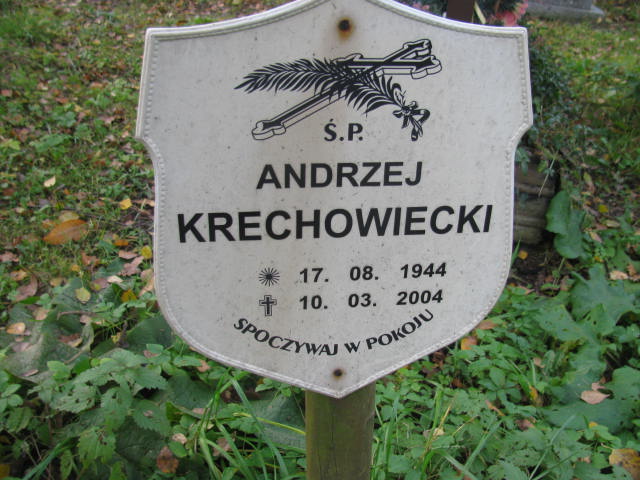 Ś.P.
ANDRZEJ
KRECHOWIECKI
17. 08. 1944
10. 03. 2004
SPOCZYWAJ W POKOJU